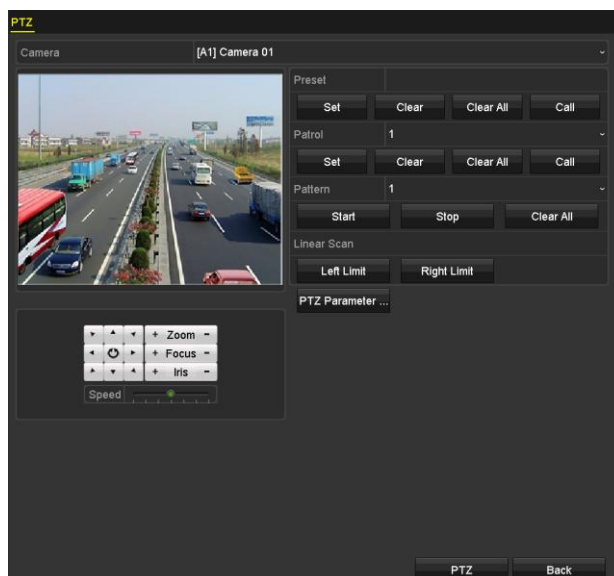 PTZ
Camera [A1] Camera 01
Preset
Set Clear Clear All Call
Patrol 1
Set Clear Clear All Call
Pattern 1
Start Stop Clear All
Linear Scan
Left Limit Right Limit
PTZ Parameter ...
+ Zoom -
+ Focus -
+ Iris -
Speed
PTZ Back